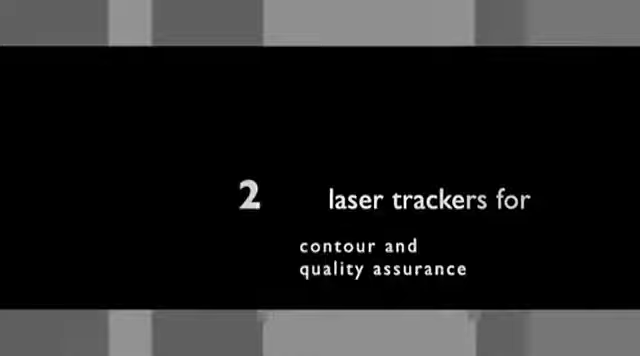 2 laser trackers for
contour and
quality assurance